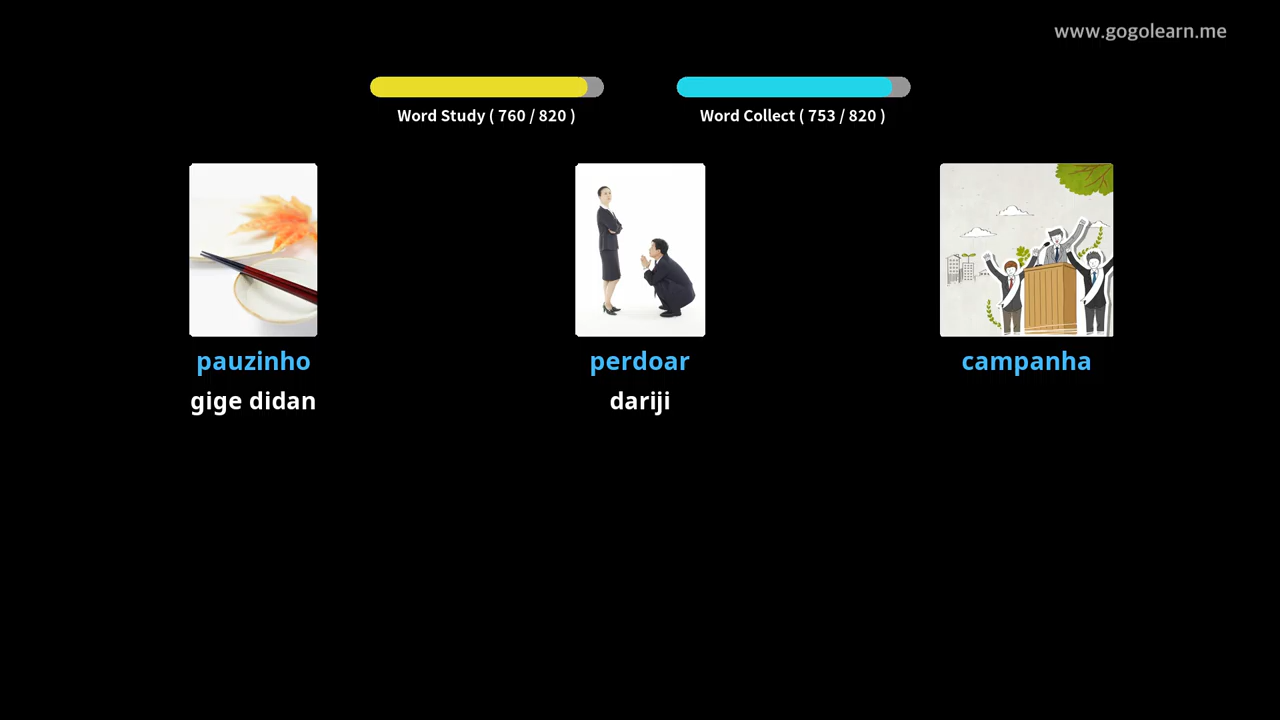 www.gogolearn.me
Word Study ( 760 / 820 )
Word Collect ( 753 / 820 )
pauzinho
perdoar
campanha
gige didan
dariji